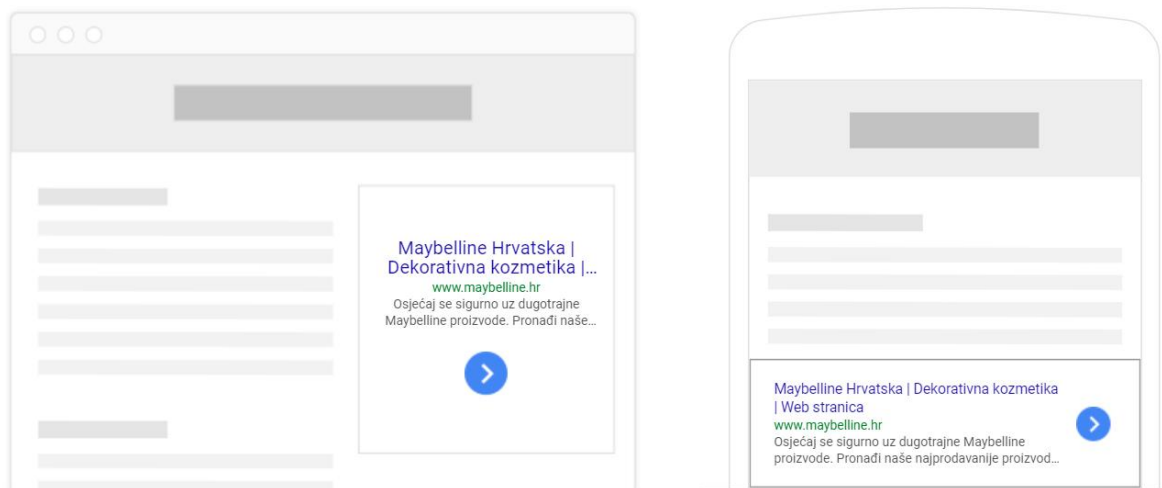 Maybelline Hrvatska |
Dekorativna kozmetika |...
www.maybelline.hr
Osjećaj se sigurno uz dugotrajne
Maybelline proizvode. Pronađi naše...
Maybelline Hrvatska | Dekorativna kozmetika
| Web stranica
www.maybelline.hr
Osjećaj se sigurno uz dugotrajne Maybelline
proizvode. Pronađi naše najprodavanije proizvod...